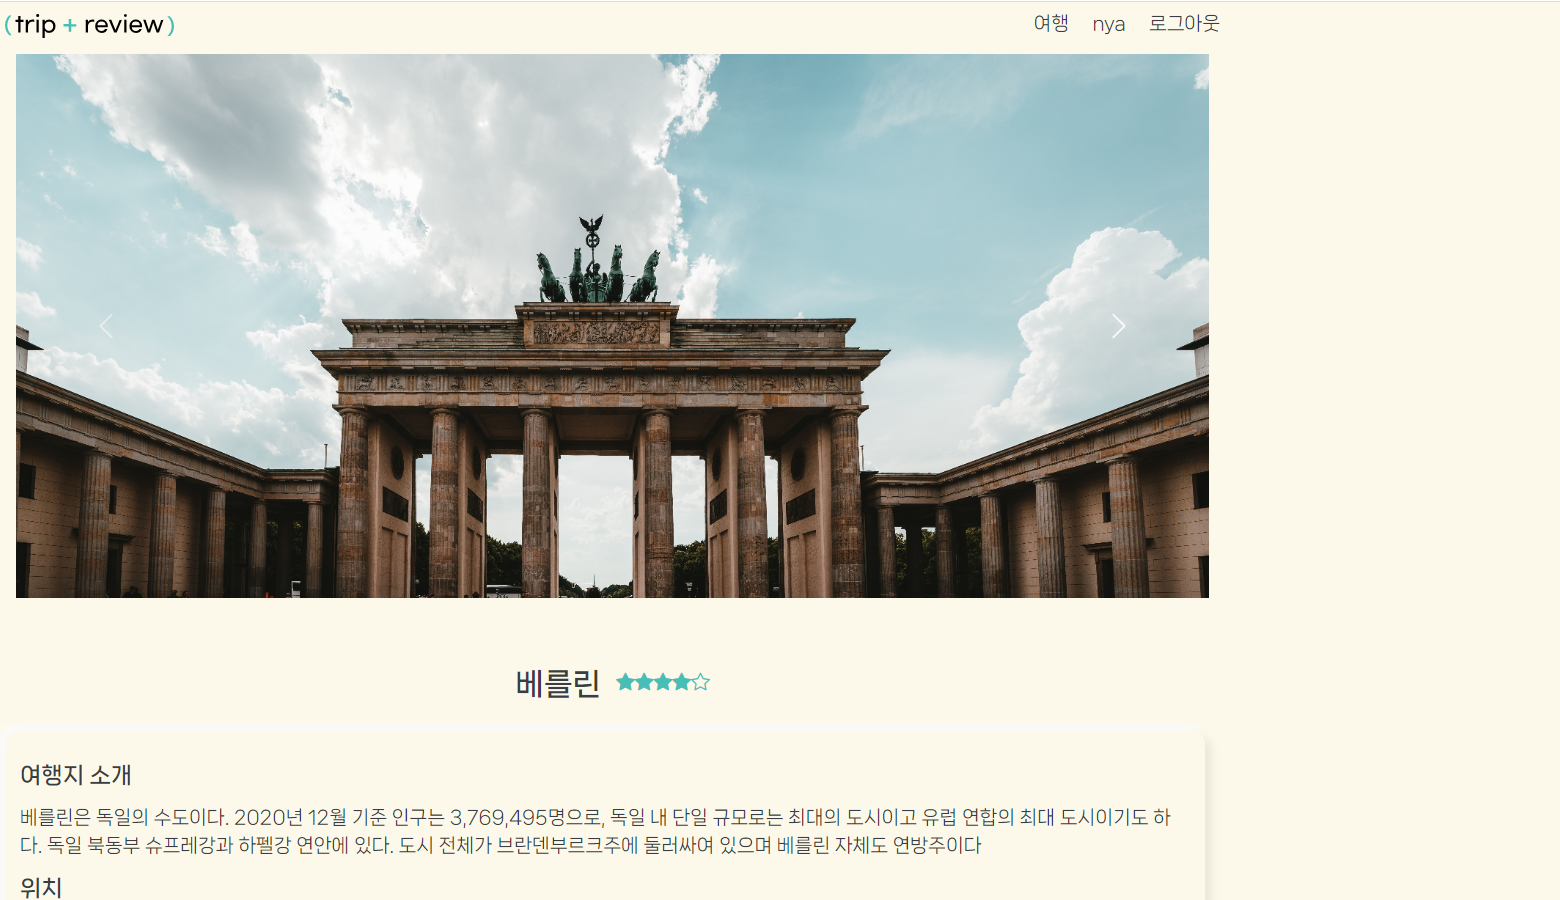 (trip + review)
여행 nya 로그아웃
베를린
여행지 소개
베를린은 독일의 수도이다. 2020년 12월 기준 인구는 3,769,495명으로, 독일 내 단일 규모로는 최대의 도시이고 유럽 연합의 최대 도시이기도 하
다. 독일 북동부 슈프레강과 하펠강 연안에 있다. 도시 전체가 브란덴부르크주에 둘러싸여 있으며 베를린 자체도 연방주이다
위치